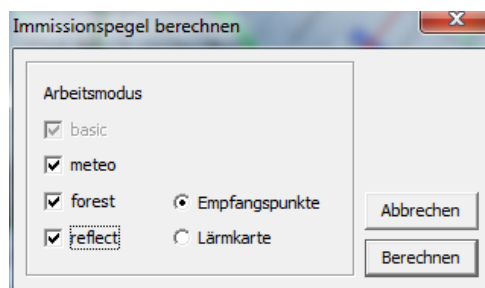 Immissionspegel berechnen
Arbeitsmodus
basic
meteo
forest Empfangspunkte Abbrechen
reflect Lärmkarte Berechnen